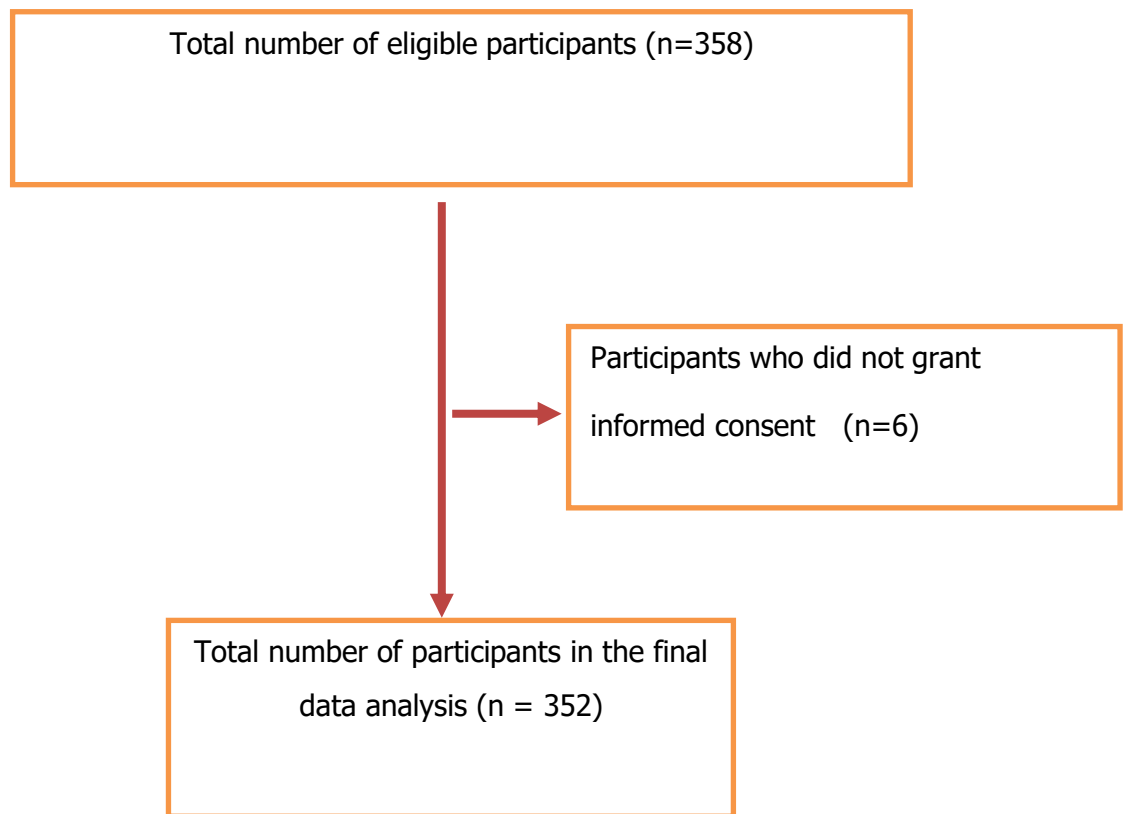 Total number of eligible participants (n=358)
Participants who did not grant
informed consent (n=6)
Total number of participants in the final
data analysis (n = 352)